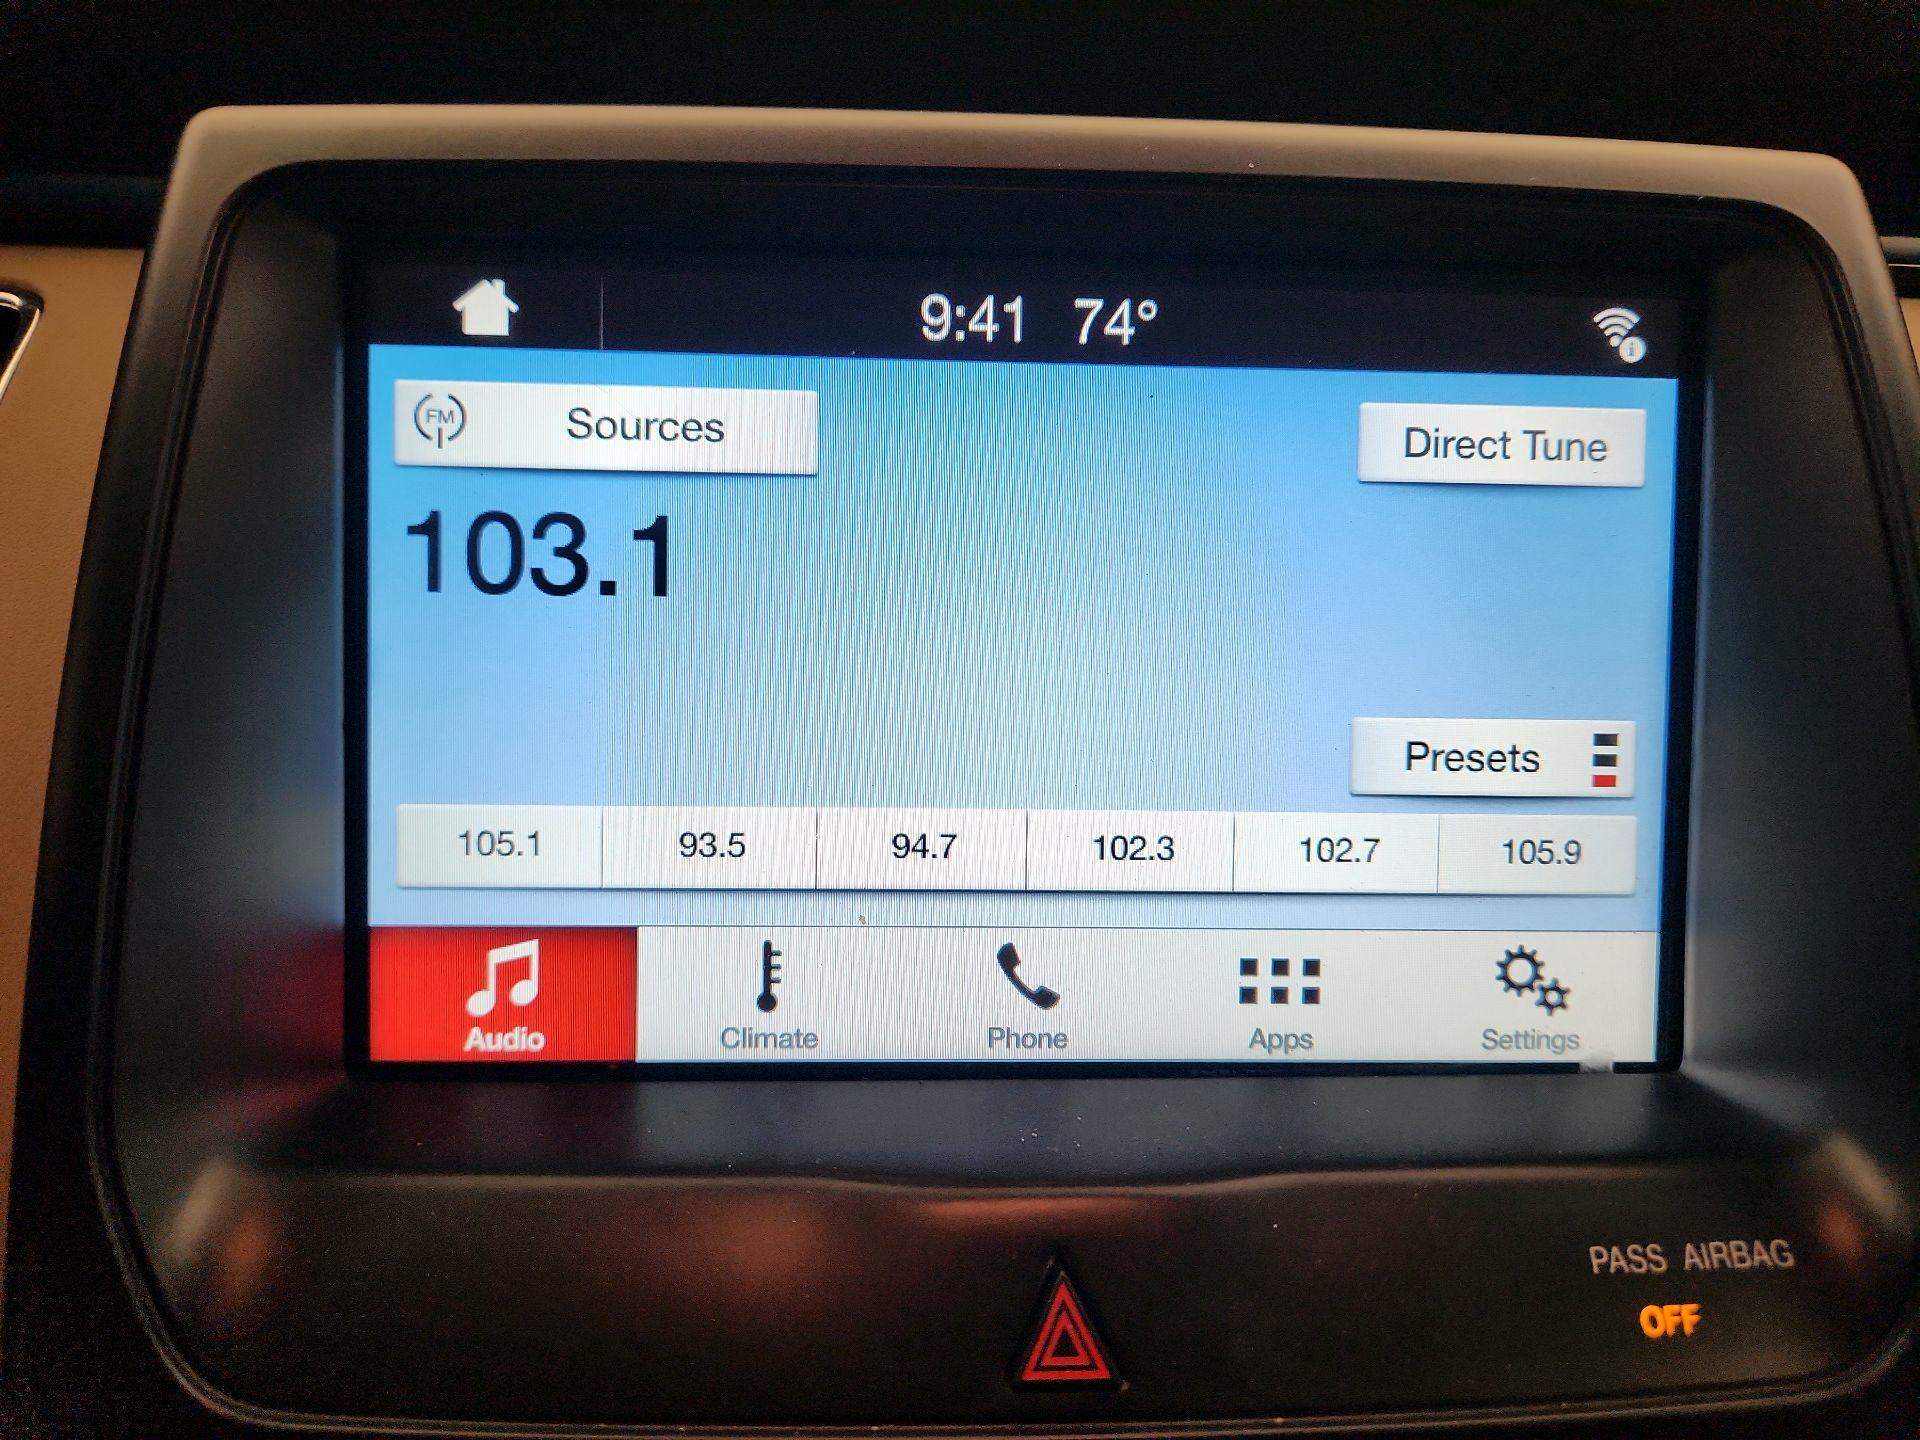 9:41 74°
FM Sources
Direct Tune
103.1
Presets
105.1 93.5 94.7 102.3 102.7 105.9
Audio Climate Phone Apps Settings
PASS AIRBAG
OFF